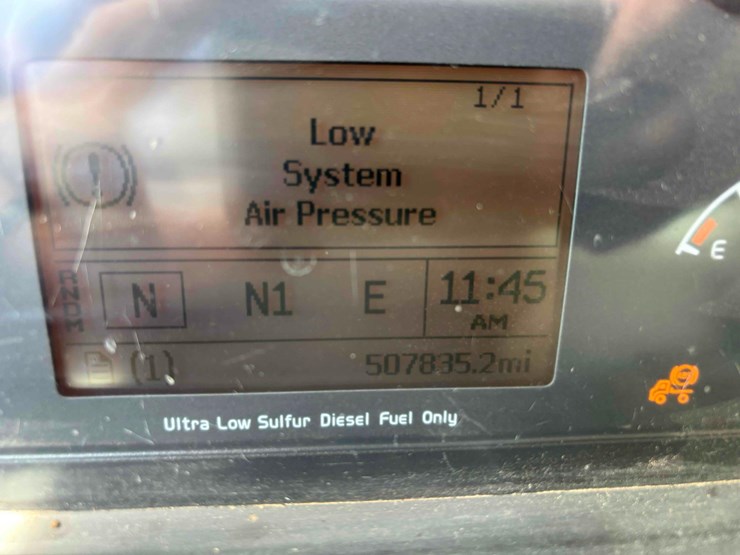 1/1
Low
System
Air Pressure
RNDM
N N1 E 11:45
AM
(1) 507835.2mi
Ultra Low Sulfur Diesel Fuel Only
E